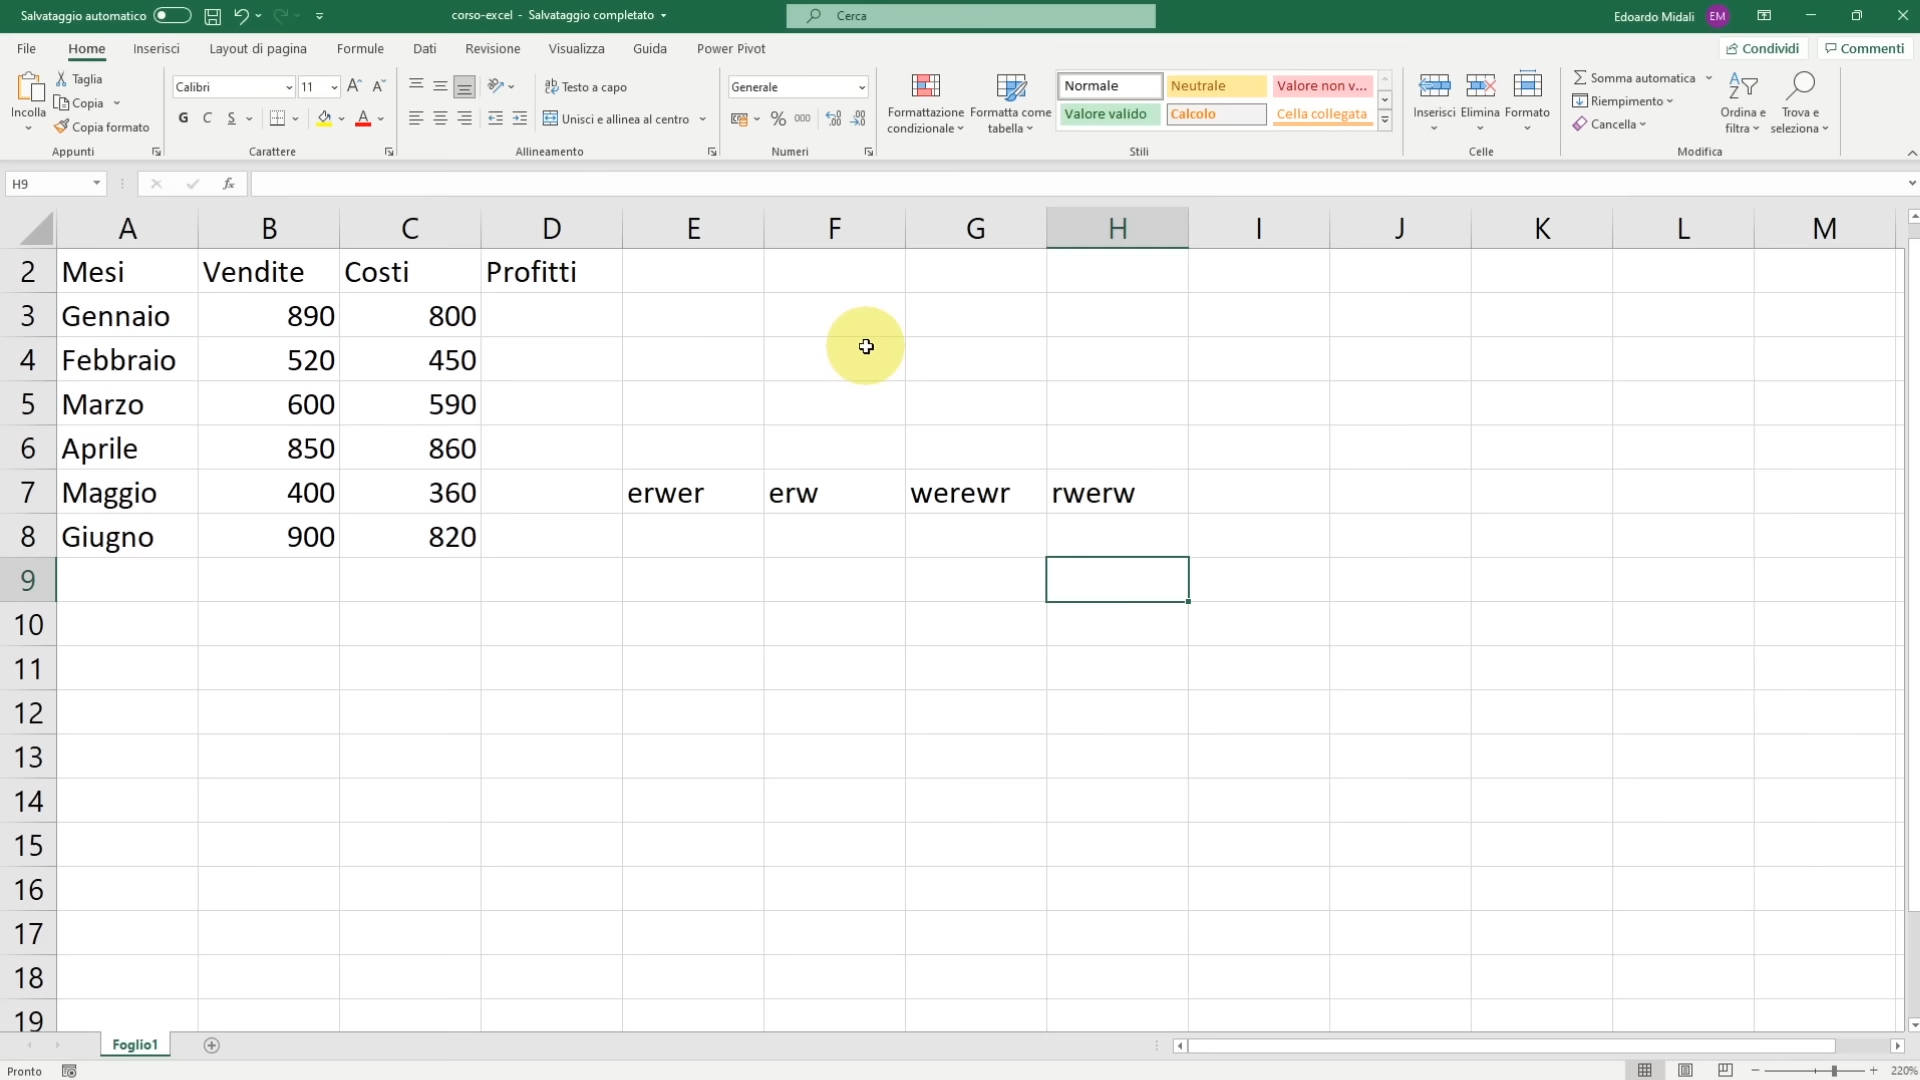 Salvataggio automatico
corso-excel - Salvataggio completato
Cerca
Edoardo Midali EM
File Home Inserisci Layout di pagina Formule Dati Revisione Visualizza Guida Power Pivot Condividi Commenti
Incolla
Taglia
Copia
Copia formato
Appunti
Calibri 11
G C S A
Carattere
Testo a capo
Unisci e allinea al centro
Allineamento
Generale
% 000
Numeri
Formattazione condizionale
Formatta come tabella
Normale Neutrale Valore non v...
Valore valido Calcolo Cella collegata
Stili
Inserisci Elimina Formato
Celle
Somma automatica
Riempimento
Cancella
Ordina e filtra
Trova e seleziona
Modifica
H9 fx
A B C D E F G H I J K L M
2 Mesi Vendite Costi Profitti
3 Gennaio 890 800
4 Febbraio 520 450
5 Marzo 600 590
6 Aprile 850 860
7 Maggio 400 360 erwer erw werewr rwerw
8 Giugno 900 820
9
10
11
12
13
14
15
16
17
18
19
Foglio1
Pronto
220%